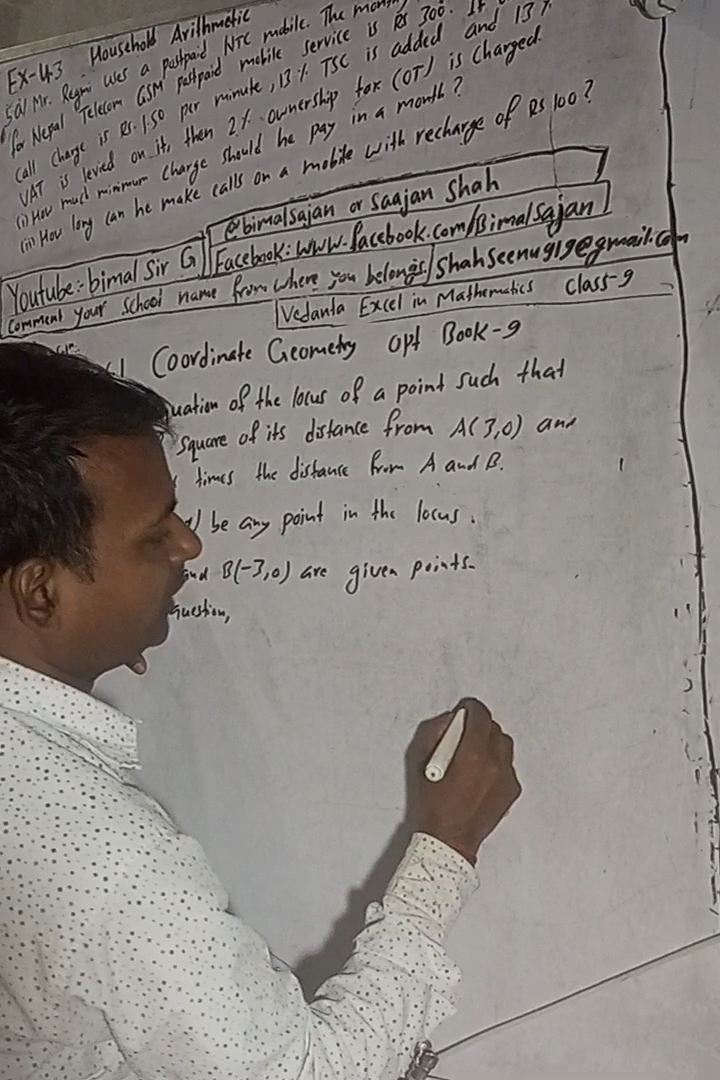 EX-4.3 Household Arithmetic
5a) Mr. Regmi uses a postpaid NTC mobile. The
for Nepal Telecom GSM postpaid mobile service is Rs 300. If
Call charge is Rs. 1.50 per minute, 13% TSC is added and 13%
VAT is levied on it, then 2% ownership tax (OT) is Charged.
(i) How much minimum charge should he pay in a month?
(ii) How long can he make calls on a mobile with recharge of Rs 100?
@bimalsajan or Saajan Shah
Youtube:- bimal Sir G Facebook: www.facebook.com/Bimalsajan
Comment your School name from where you belongs. Shahseenu919@gmail.com
Vedanta Excel in Mathematics Class-9
Coordinate Geometry Opt Book-9
uation of the locus of a point such that
square of its distance from A(3,0) and
times the distance from A and B.
) be any point in the locus.
and B(-3,0) are given points.
question,